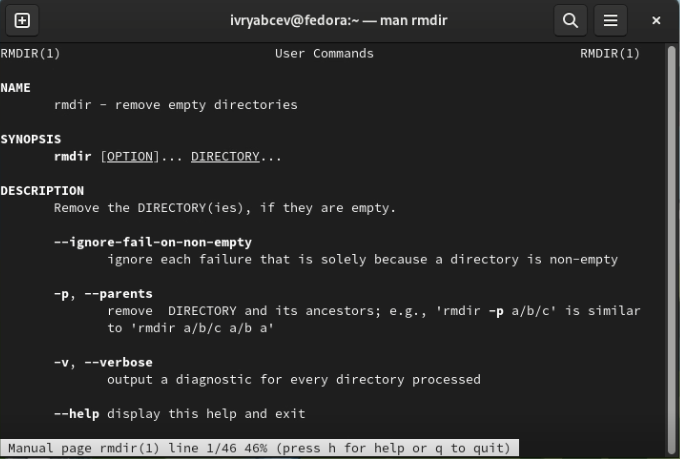 ivryabcev@fedora:~ — man rmdir
RMDIR(1) User Commands RMDIR(1)
NAME
rmdir - remove empty directories
SYNOPSIS
rmdir [OPTION]... DIRECTORY...
DESCRIPTION
Remove the DIRECTORY(ies), if they are empty.
--ignore-fail-on-non-empty
ignore each failure that is solely because a directory is non-empty
-p, --parents
remove  DIRECTORY and its ancestors; e.g., 'rmdir -p a/b/c' is similar
to 'rmdir a/b/c a/b a'
-v, --verbose
output a diagnostic for every directory processed
--help display this help and exit
Manual page rmdir(1) line 1/46 46% (press h for help or q to quit)